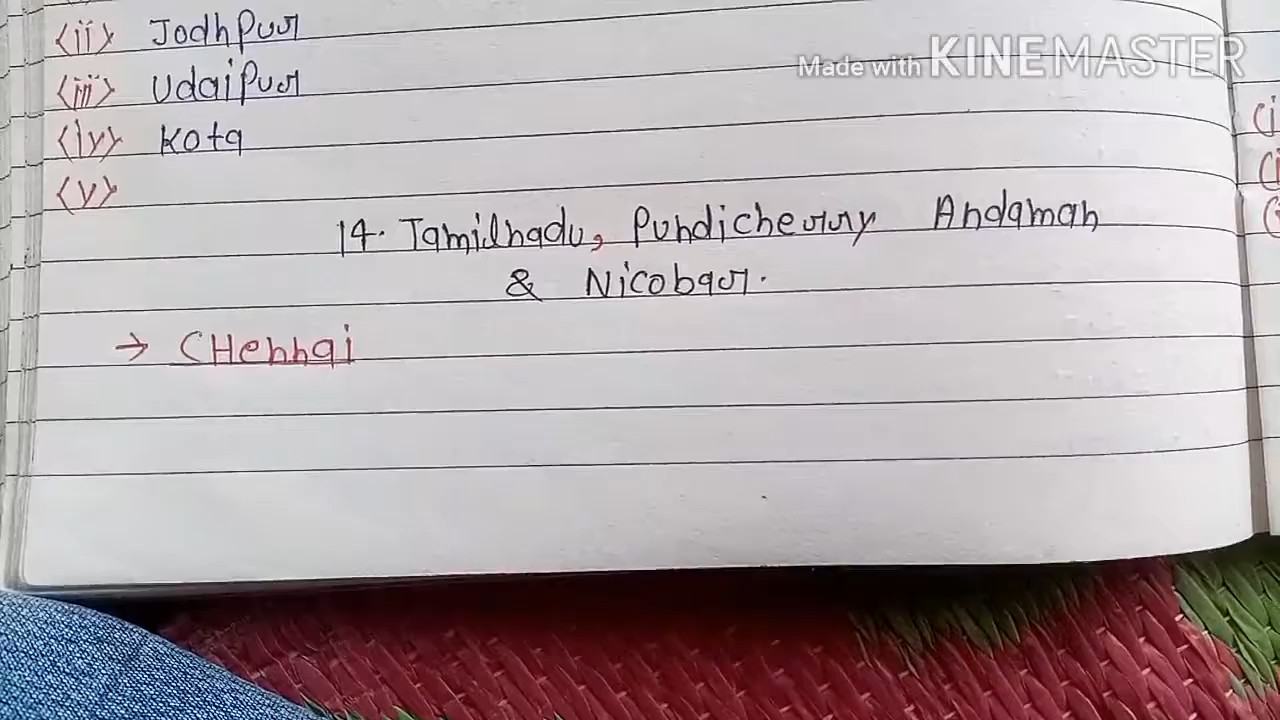 (ii) Jodhpur
Made with KINEMASTER
(iii) Udaipur
(iv) Kota
(v)
14. Tamilnadu, Pundicherry Andaman
& Nicobar.
→ CHennai